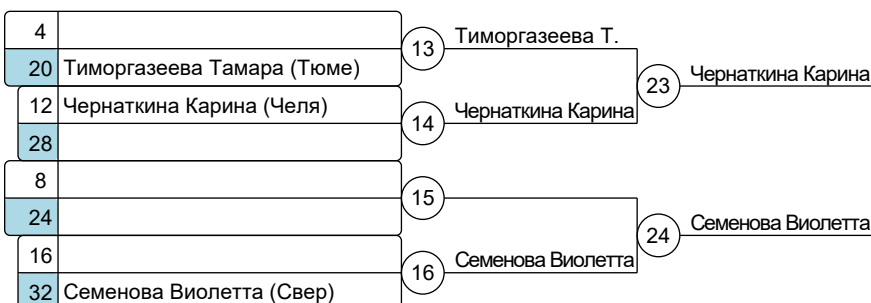 4
13 Тиморгазеева Т.
20 Тиморгазеева Тамара (Тюме)
23 Чернаткина Карина
12 Чернаткина Карина (Челя)
14 Чернаткина Карина
28
8
15
24
24 Семенова Виолетта
16
16 Семенова Виолетта
32 Семенова Виолетта (Свер)